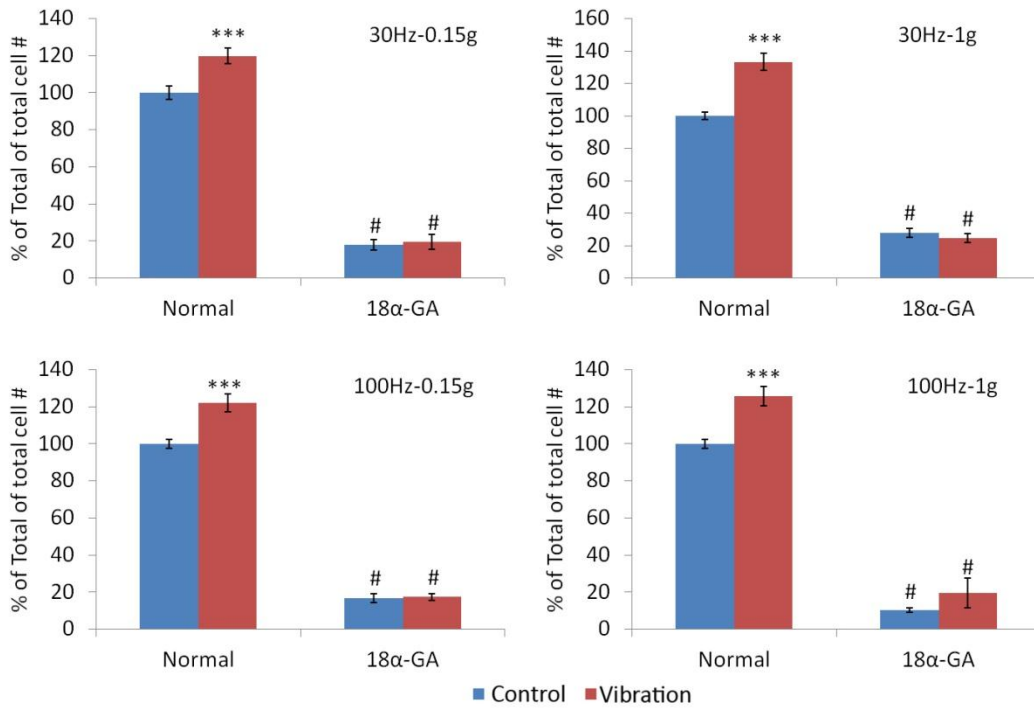 % of Total of total cell #
140
120
100
80
60
40
20
0
30Hz-0.15g
***
#
#
Normal
18α-GA
% of Total of total cell #
160
140
120
100
80
60
40
20
0
30Hz-1g
***
#
#
Normal
18α-GA
% of Total of total cell #
140
120
100
80
60
40
20
0
100Hz-0.15g
***
#
#
Normal
18α-GA
% of Total of total cell #
140
120
100
80
60
40
20
0
100Hz-1g
***
#
#
Normal
18α-GA
Control
Vibration